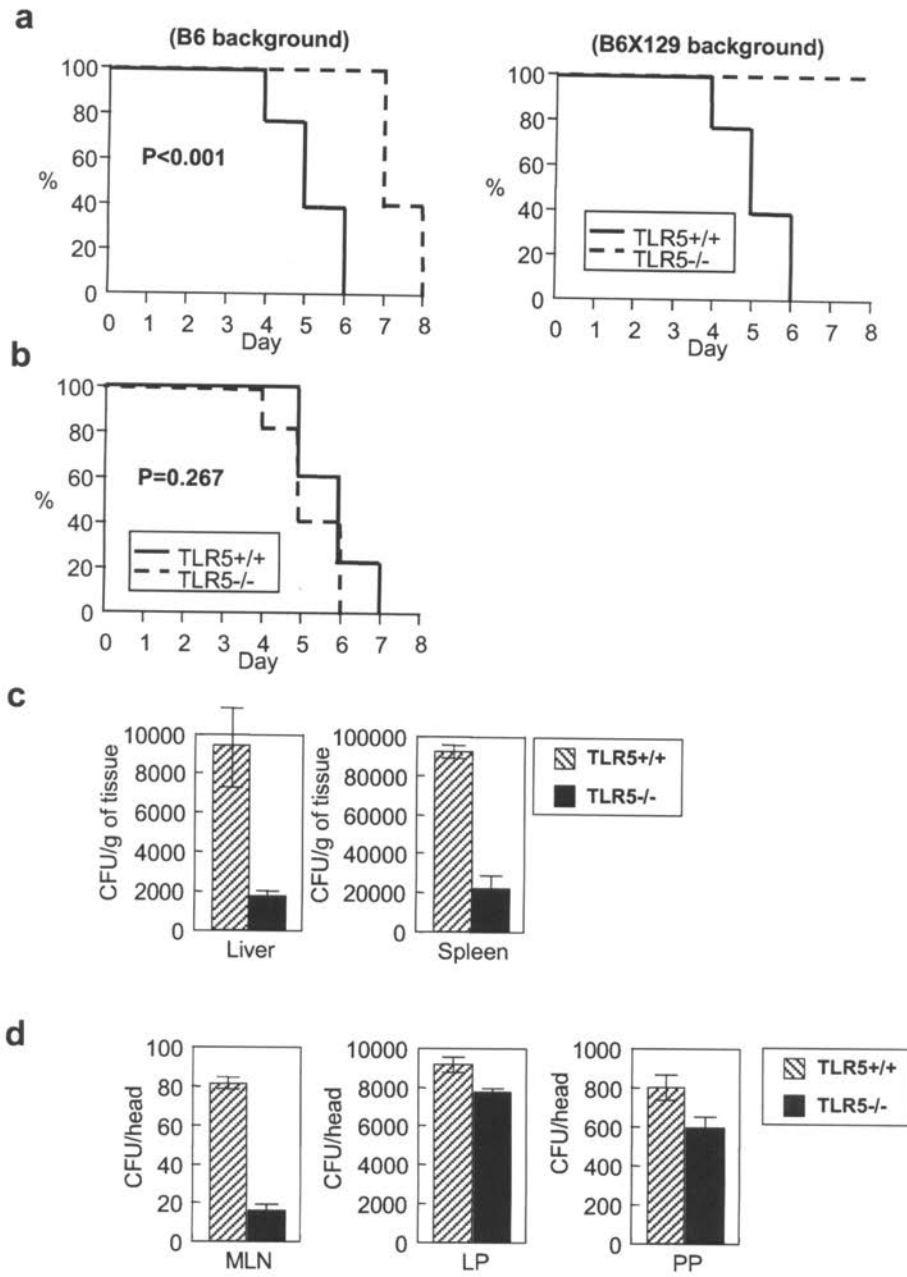 a
(B6 background)
(B6X129 background)
100
80
60
40
20
0
%
P<0.001
0 1 2 3 4 5 6 7 8
Day
100
80
60
40
20
0
%
TLR5+/+
TLR5-/-
0 1 2 3 4 5 6 7 8
Day
b
100
80
60
40
20
0
%
P=0.267
TLR5+/+
TLR5-/-
0 1 2 3 4 5 6 7 8
Day
c
CFU/g of tissue
10000
8000
6000
4000
2000
0
Liver
CFU/g of tissue
100000
80000
60000
40000
20000
0
Spleen
TLR5+/+
TLR5-/-
d
CFU/head
100
80
60
40
20
0
MLN
CFU/head
10000
8000
6000
4000
2000
0
LP
CFU/head
1000
800
600
400
200
0
PP
TLR5+/+
TLR5-/-